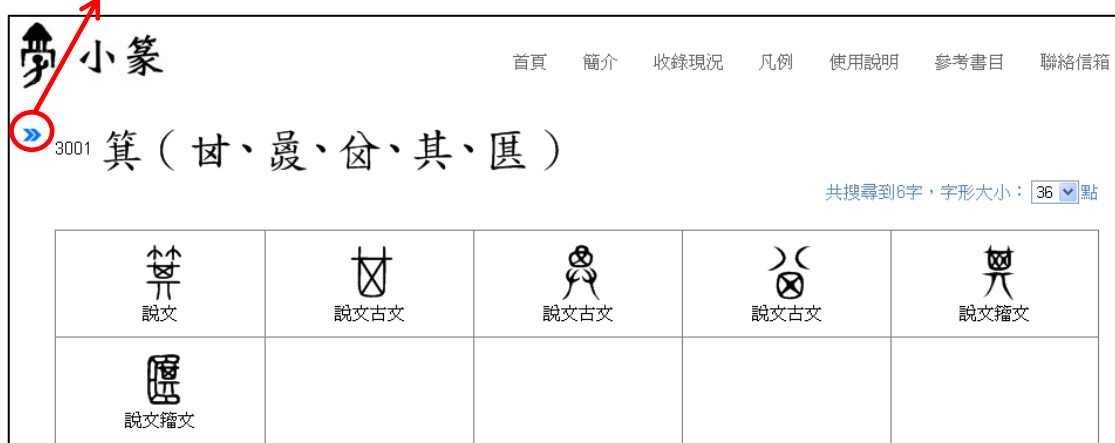 小篆
首頁 簡介 收錄現況 凡例 使用說明 參考書目 聯絡信箱
3001 箕（𠀠、𠔛、㒸、其、匩）
共搜尋到6字，字形大小： 36 點
說文 說文古文 說文古文 說文古文 說文籀文
說文籀文